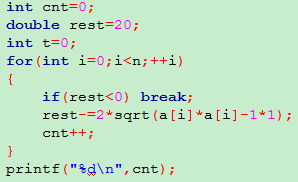 int cnt=0;
double rest=20;
int t=0;
for(int i=0;i<n;++i)
{
if(rest<0) break;
rest-=2*sqrt(a[i]*a[i]-1*1);
cnt++;
}
printf("%d\n",cnt);